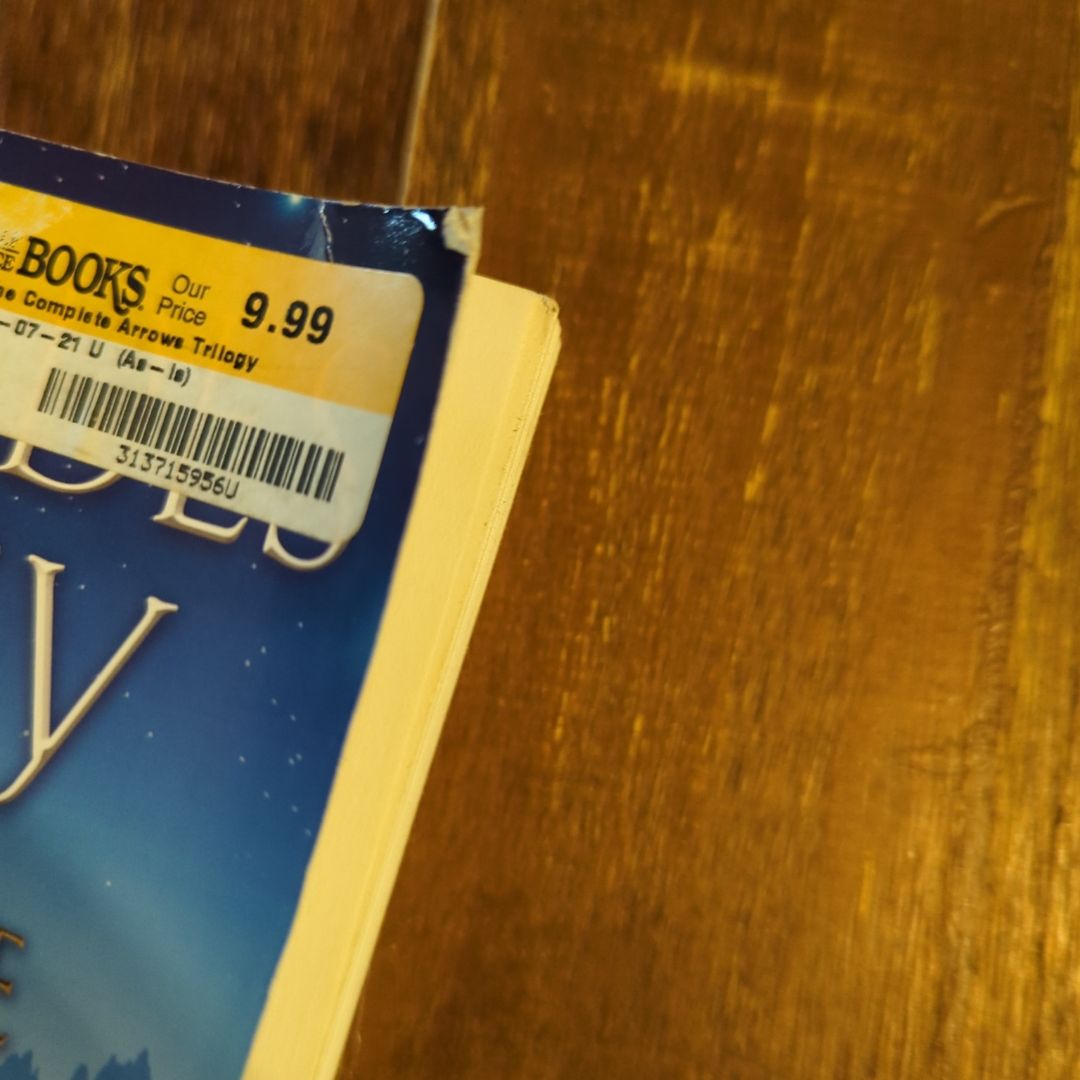 BOOKS
Our
Price
9.99
Complete Arrows Trilogy
-07-21 U (As-Is)
313715956U
y